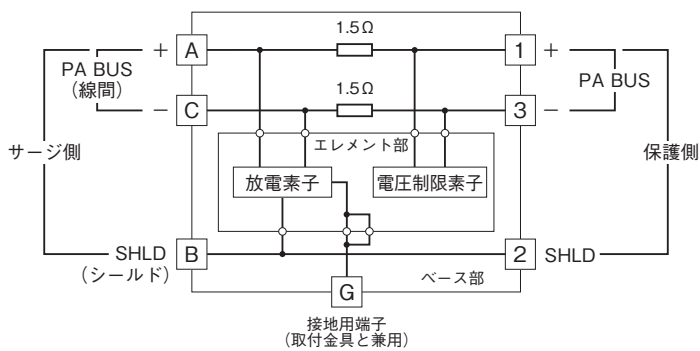 1.5Ω
+ A 1 +
PA BUS
(線間)
PA BUS
1.5Ω
− C 3 −
エレメント部
サージ側
保護側
放電素子
電圧制限素子
SHLD
(シールド)
B 2 SHLD
ベース部
G
接地用端子
(取付金具と兼用)